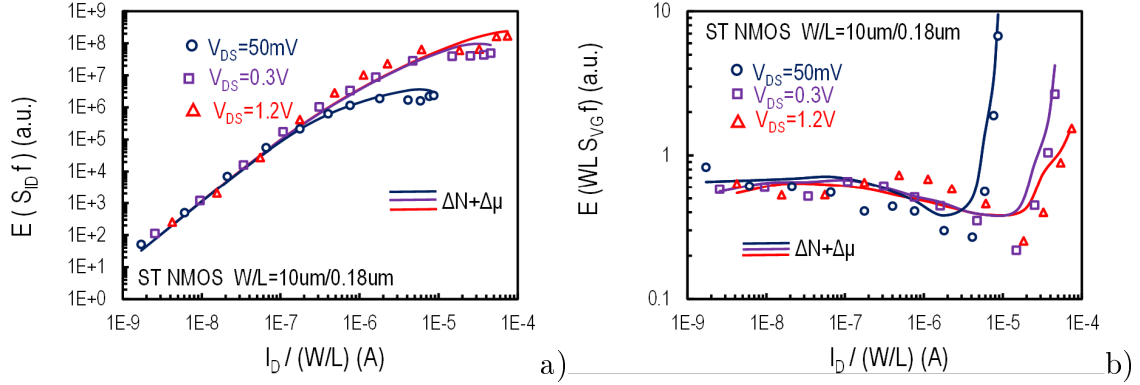 E ( S_ID f ) (a.u.)
1E+9
1E+8
1E+7
1E+6
1E+5
1E+4
1E+3
1E+2
1E+1
1E+0
V_DS=50mV
V_DS=0.3V
V_DS=1.2V
ΔN+Δμ
ST NMOS W/L=10um/0.18um
1E-9 1E-8 1E-7 1E-6 1E-5 1E-4
I_D / (W/L) (A)
a)
E (WL S_VG f) (a.u.)
10
1
0.1
ST NMOS W/L=10um/0.18um
V_DS=50mV
V_DS=0.3V
V_DS=1.2V
ΔN+Δμ
1E-9 1E-8 1E-7 1E-6 1E-5 1E-4
I_D / (W/L) (A)
b)